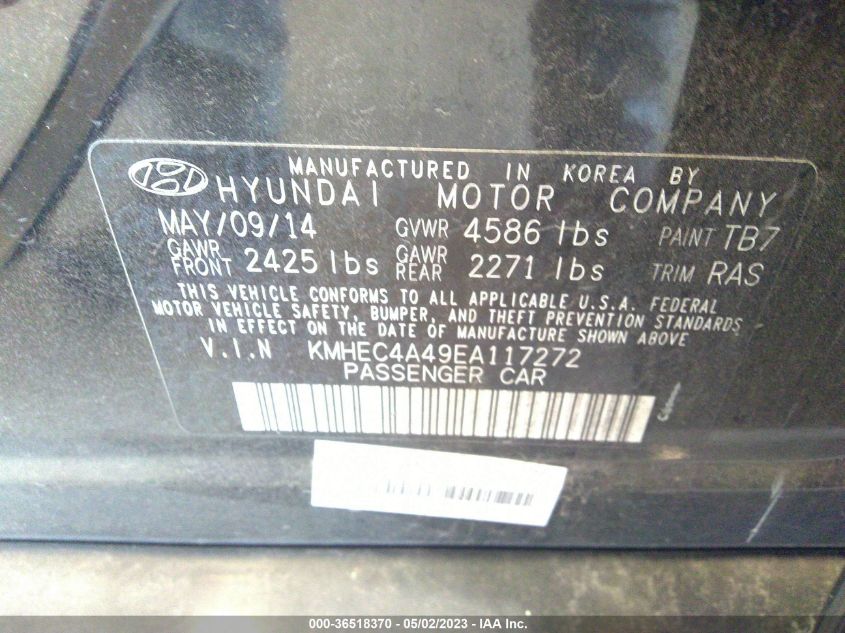 MANUFACTURED IN KOREA BY
HYUNDAI MOTOR COMPANY
MAY/09/14 GVWR 4586 lbs PAINT TB7
GAWR FRONT 2425 lbs GAWR REAR 2271 lbs TRIM RAS
THIS VEHICLE CONFORMS TO ALL APPLICABLE U.S.A. FEDERAL
MOTOR VEHICLE SAFETY, BUMPER, AND THEFT PREVENTION STANDARDS
IN EFFECT ON THE DATE OF MANUFACTURE SHOWN ABOVE
V.I.N KMHEC4A49EA117272
PASSENGER CAR
000-36518370 - 05/02/2023 - IAA Inc.